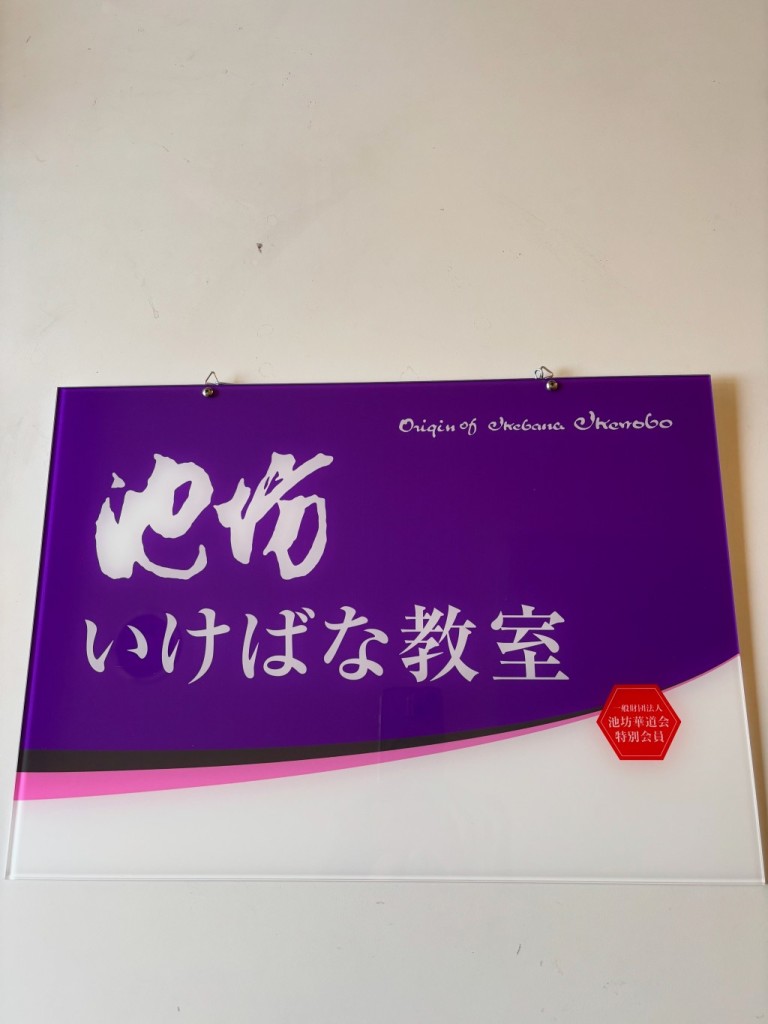 Origin of Ikebana Ikenobo
池坊
いけばな教室
一般財団法人
池坊華道会
特別会員